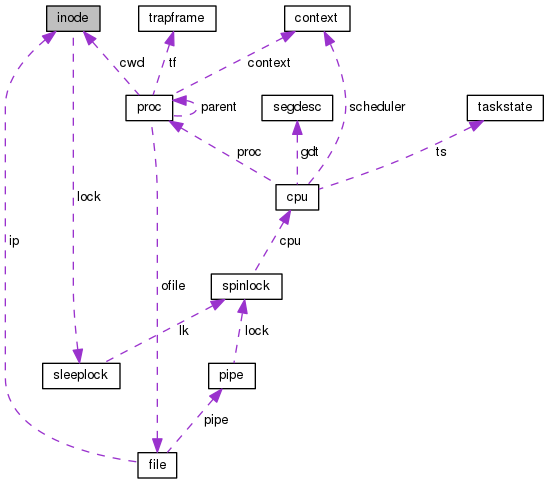 inode
trapframe
context
cwd
tf
context
proc
parent
segdesc
scheduler
taskstate
proc
gdt
ts
cpu
lock
cpu
ip
ofile
spinlock
lk
lock
sleeplock
pipe
pipe
file